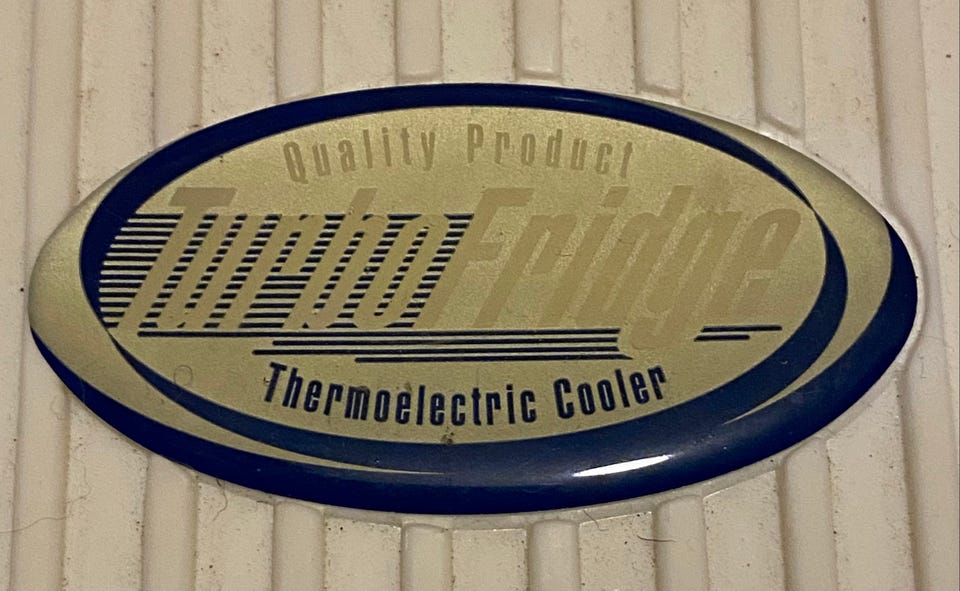 Quality Product
TurboFridge
Thermoelectric Cooler